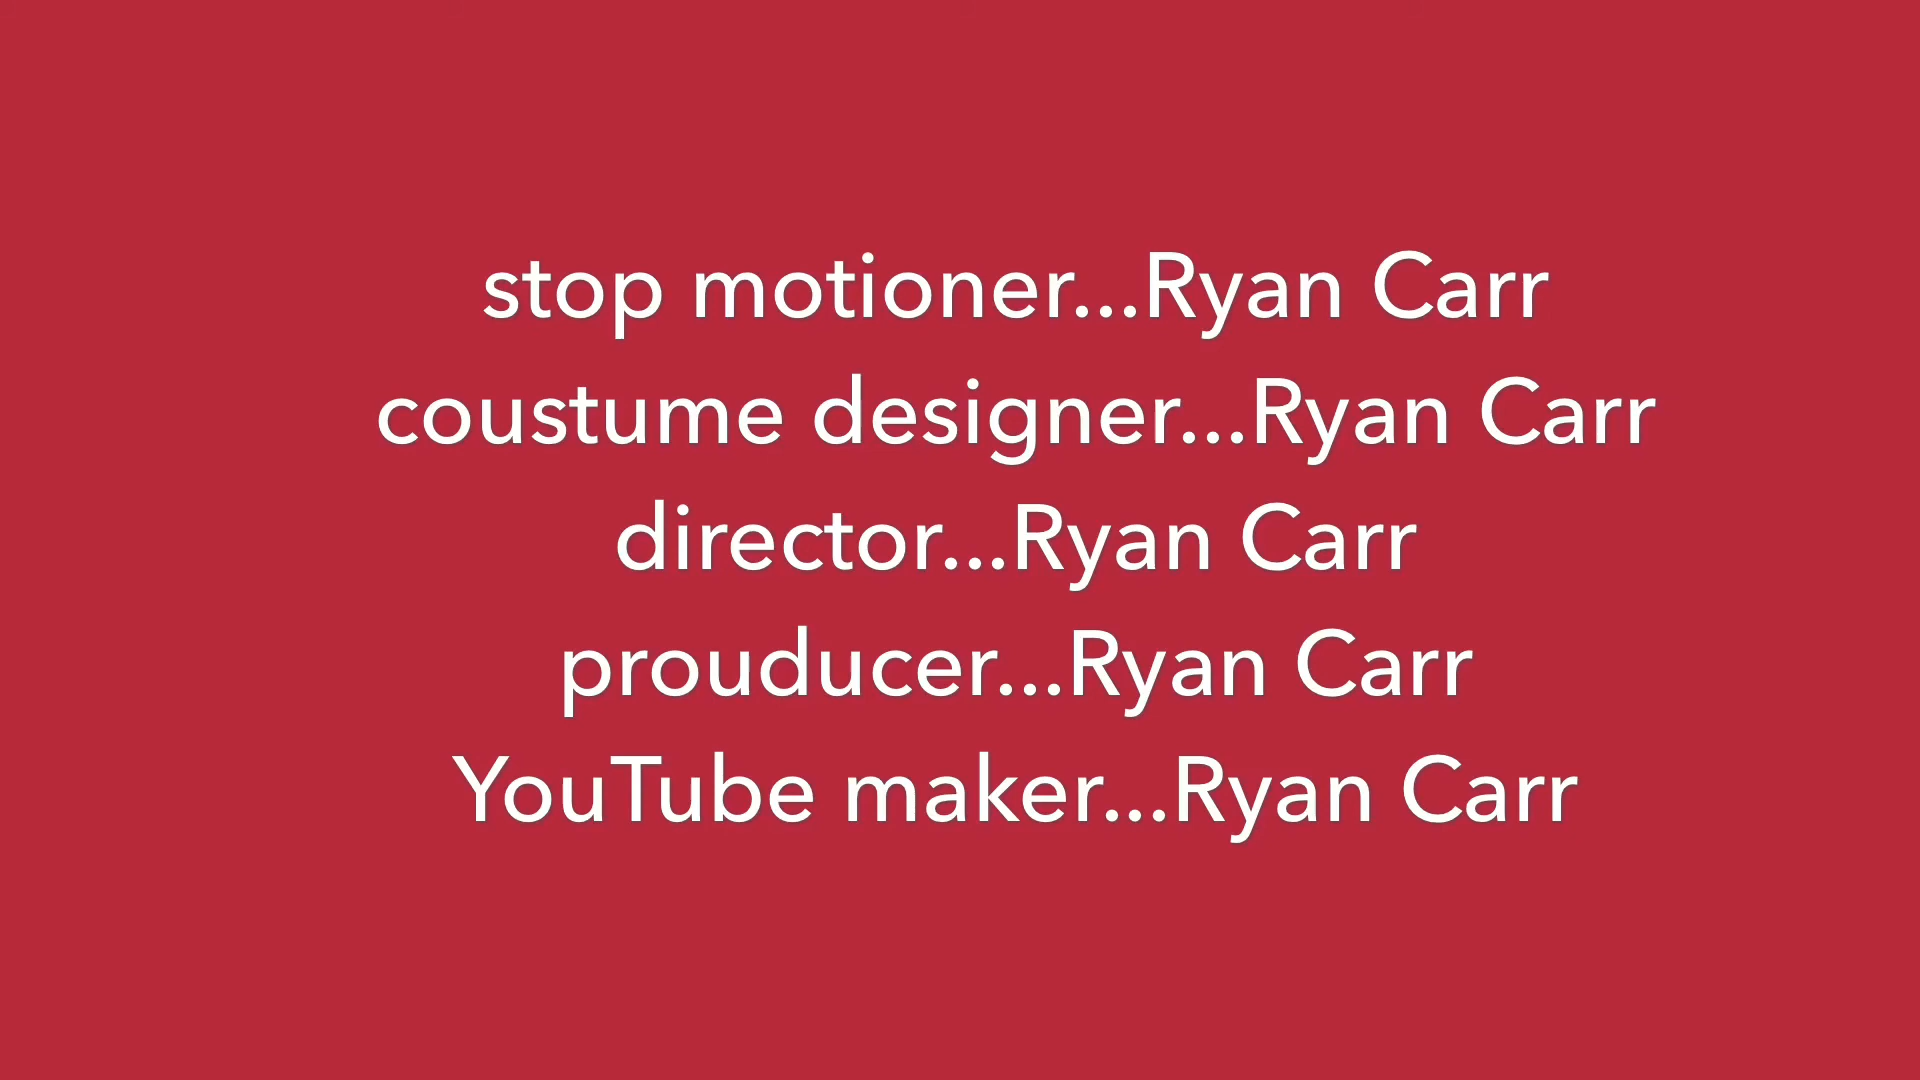 stop motioner...Ryan Carr
coustume designer...Ryan Carr
director...Ryan Carr
prouducer...Ryan Carr
YouTube maker...Ryan Carr